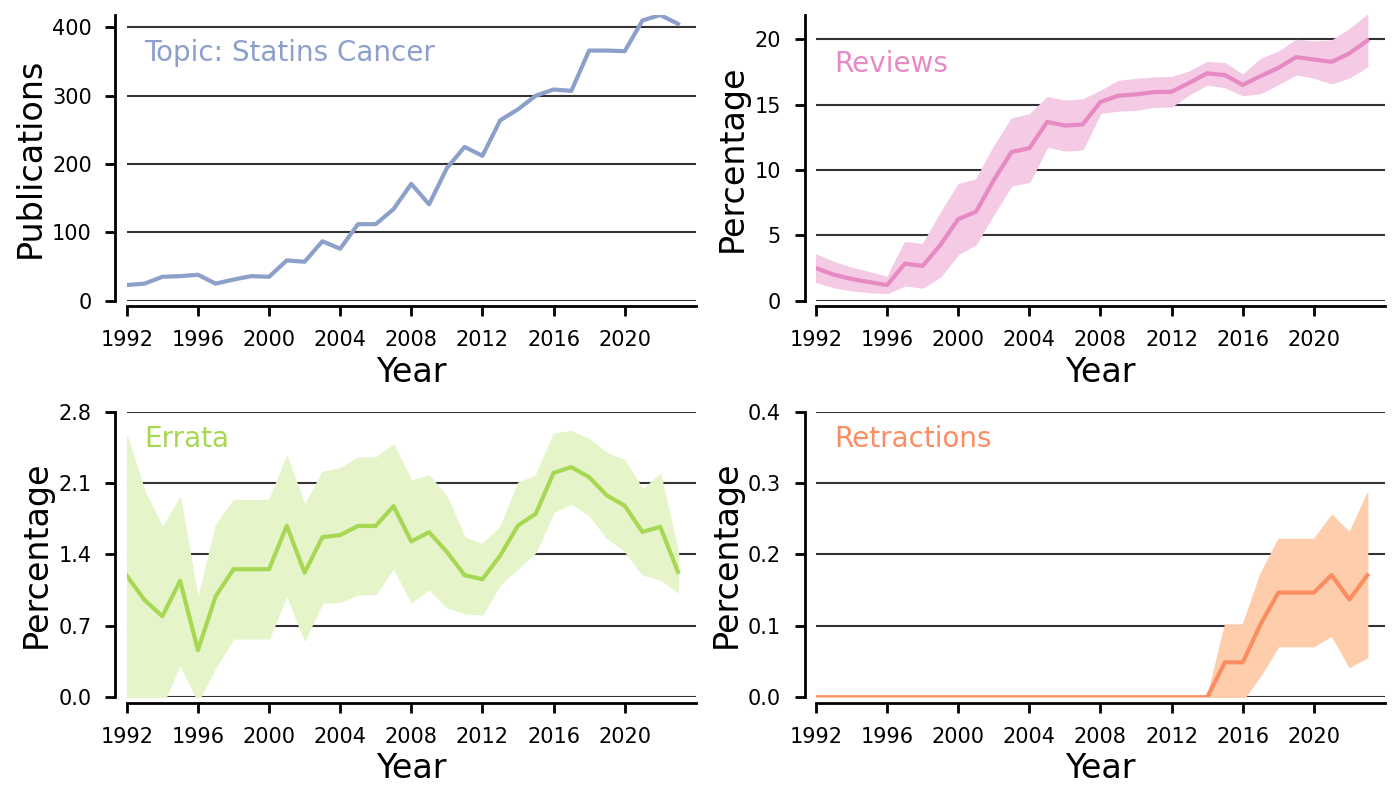 Publications
400
300
200
100
0
Topic: Statins Cancer
1992 1996 2000 2004 2008 2012 2016 2020
Year
Percentage
20
15
10
5
0
Reviews
1992 1996 2000 2004 2008 2012 2016 2020
Year
Percentage
2.8
2.1
1.4
0.7
0.0
Errata
1992 1996 2000 2004 2008 2012 2016 2020
Year
Percentage
0.4
0.3
0.2
0.1
0.0
Retractions
1992 1996 2000 2004 2008 2012 2016 2020
Year